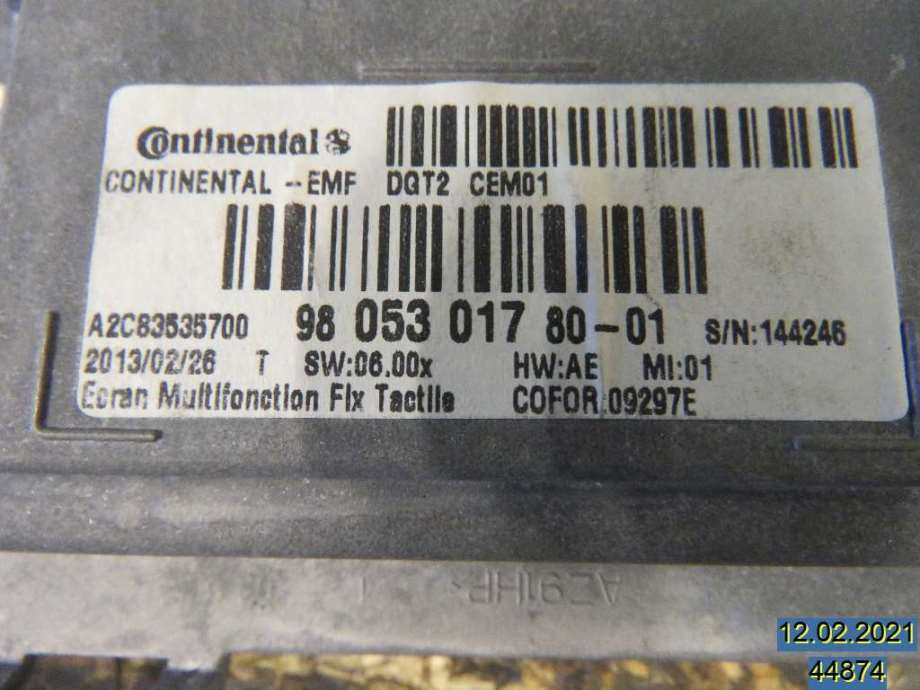 Continental
CONTINENTAL --EMF DGT2 CEM01
A2C83535700 98 053 017 80-01 S/N:144246
2013/02/26 T SW:06.00x HW:AE MI:01
Ecran Multifonction Fix Tactile COFOR:09297E
12.02.2021
44874